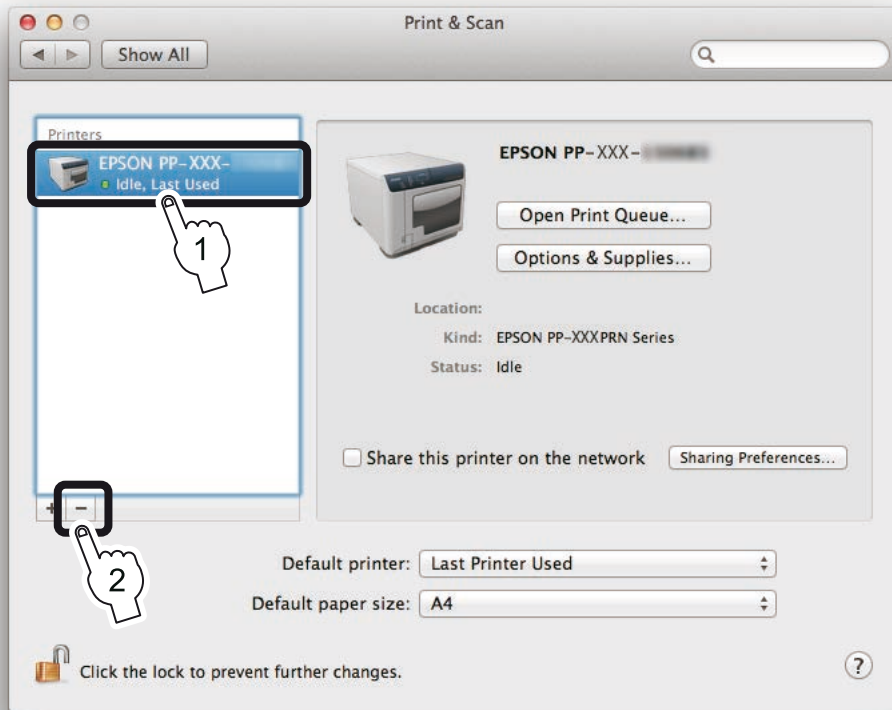 Print & Scan
Show All
Printers
EPSON PP-XXX-
Idle, Last Used
1
EPSON PP-XXX-
Open Print Queue...
Options & Supplies...
Location:
Kind: EPSON PP-XXXPRN Series
Status: Idle
Share this printer on the network Sharing Preferences...
+ −
2
Default printer: Last Printer Used
Default paper size: A4
Click the lock to prevent further changes. ?